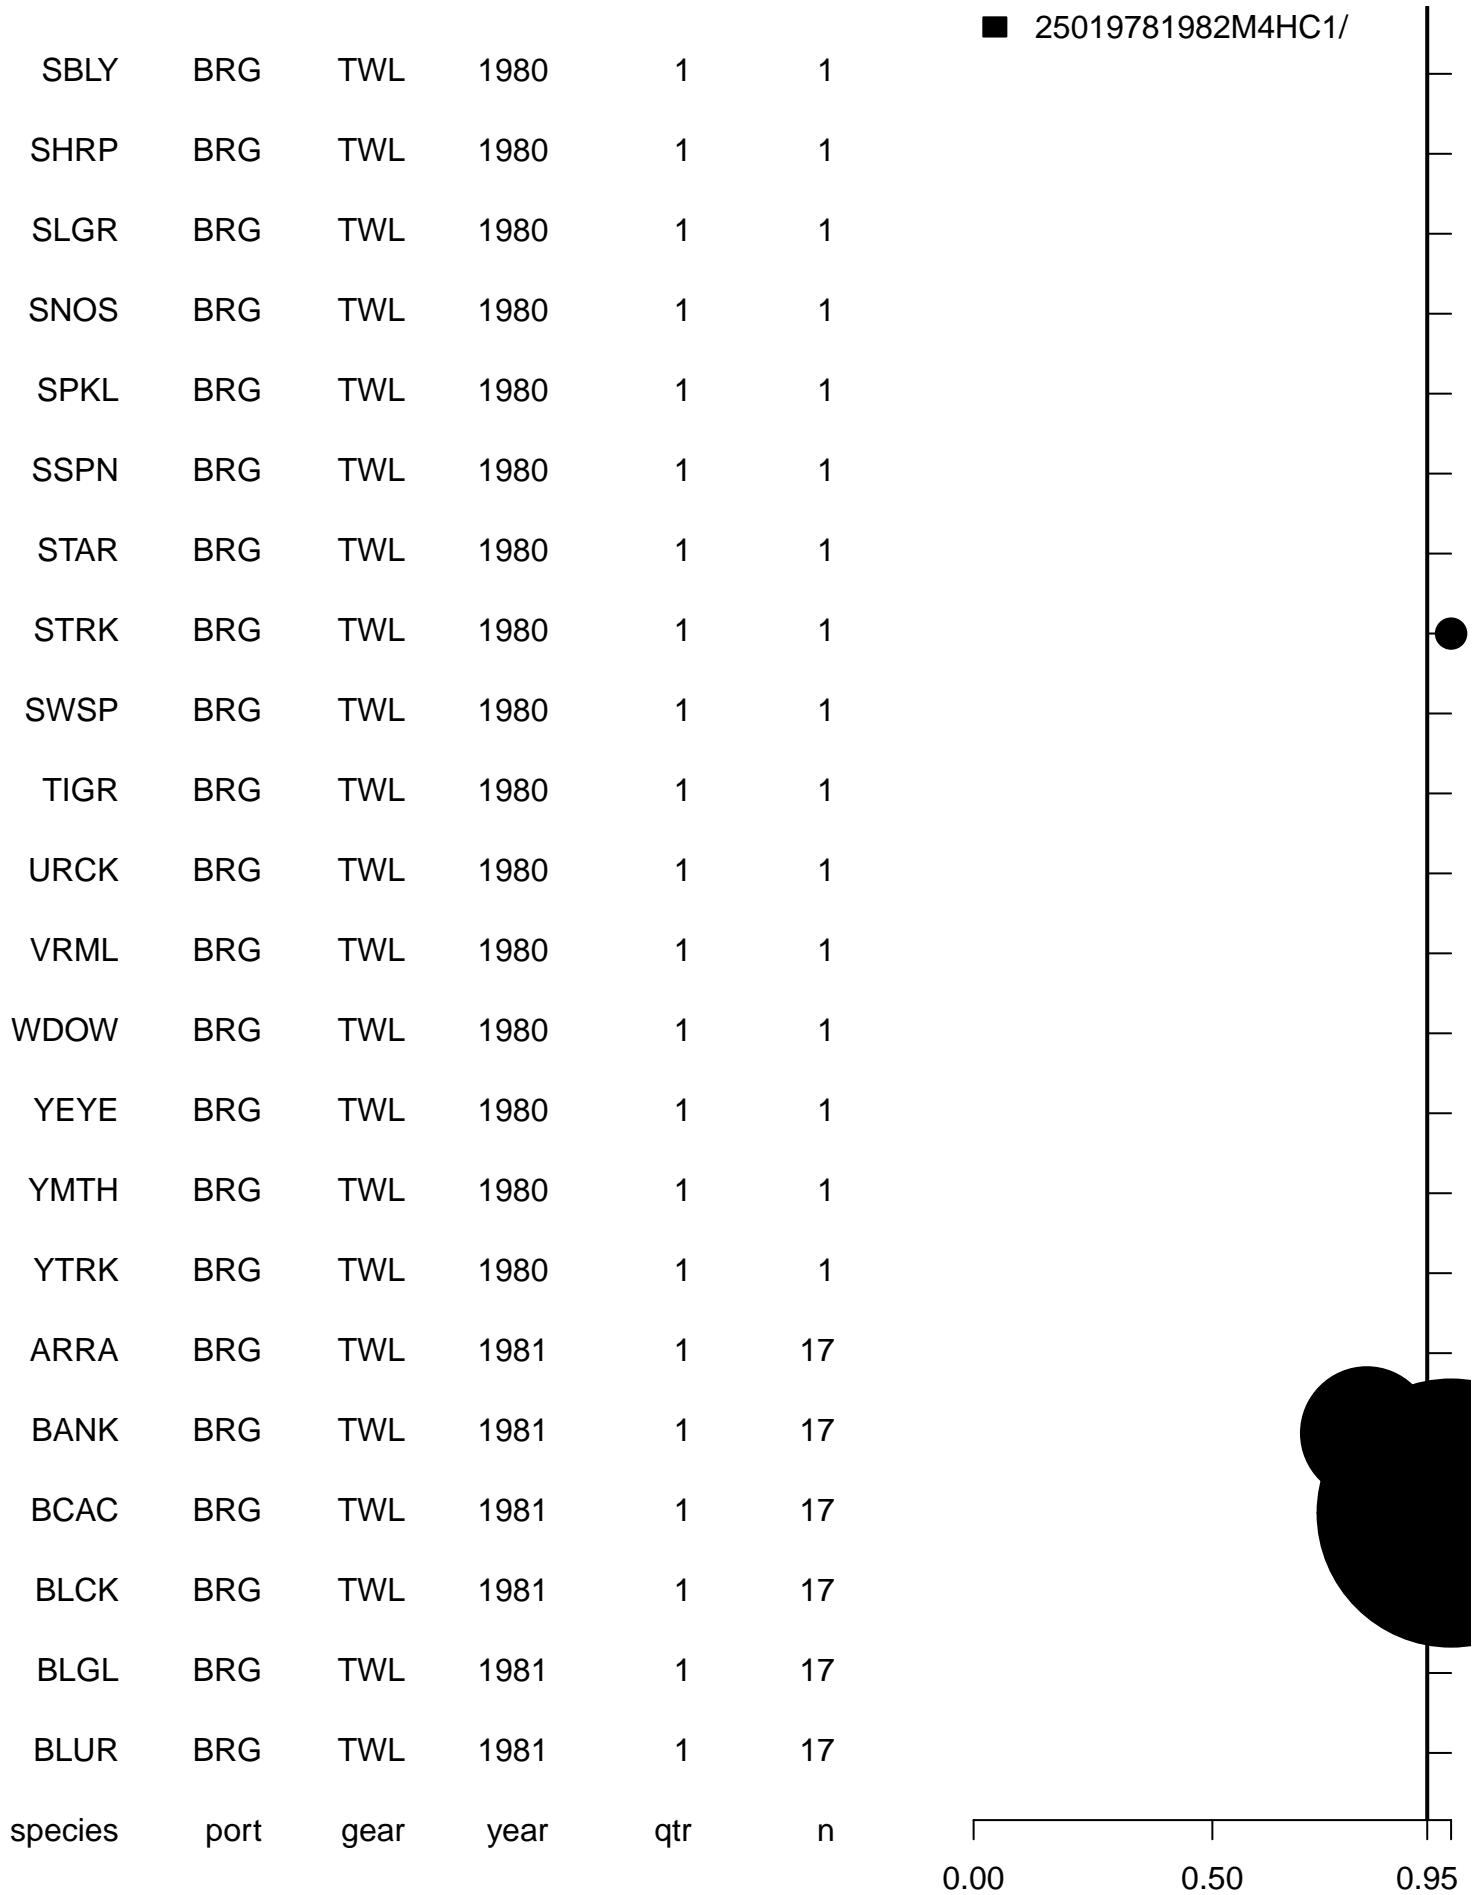 25019781982M4HC1/
SBLY BRG TWL 1980 1 1
SHRP BRG TWL 1980 1 1
SLGR BRG TWL 1980 1 1
SNOS BRG TWL 1980 1 1
SPKL BRG TWL 1980 1 1
SSPN BRG TWL 1980 1 1
STAR BRG TWL 1980 1 1
STRK BRG TWL 1980 1 1
SWSP BRG TWL 1980 1 1
TIGR BRG TWL 1980 1 1
URCK BRG TWL 1980 1 1
VRML BRG TWL 1980 1 1
WDOW BRG TWL 1980 1 1
YEYE BRG TWL 1980 1 1
YMTH BRG TWL 1980 1 1
YTRK BRG TWL 1980 1 1
ARRA BRG TWL 1981 1 17
BANK BRG TWL 1981 1 17
BCAC BRG TWL 1981 1 17
BLCK BRG TWL 1981 1 17
BLGL BRG TWL 1981 1 17
BLUR BRG TWL 1981 1 17
species port gear year qtr n
0.00 0.50 0.95